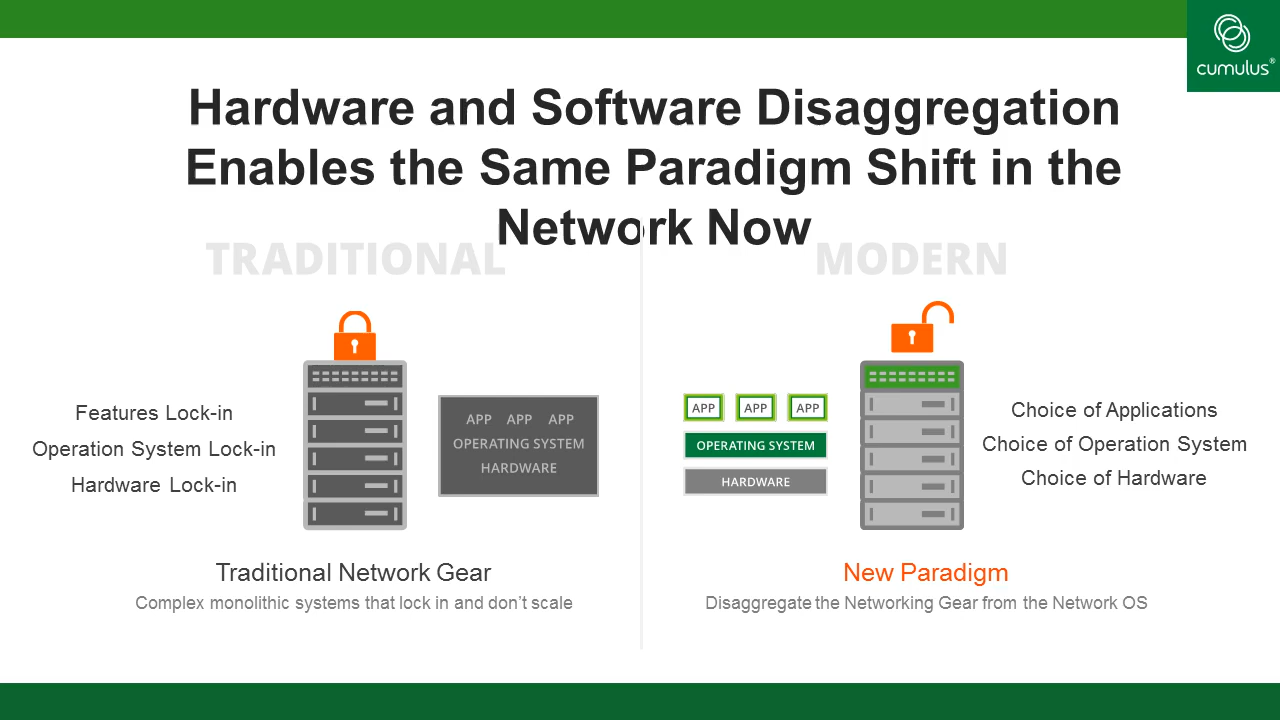 cumulus®
Hardware and Software Disaggregation
Enables the Same Paradigm Shift in the
Network Now
TRADITIONAL
MODERN
Features Lock-in
Operation System Lock-in
Hardware Lock-in
APP APP APP
OPERATING SYSTEM
HARDWARE
APP APP APP
OPERATING SYSTEM
HARDWARE
Choice of Applications
Choice of Operation System
Choice of Hardware
Traditional Network Gear
Complex monolithic systems that lock in and don’t scale
New Paradigm
Disaggregate the Networking Gear from the Network OS